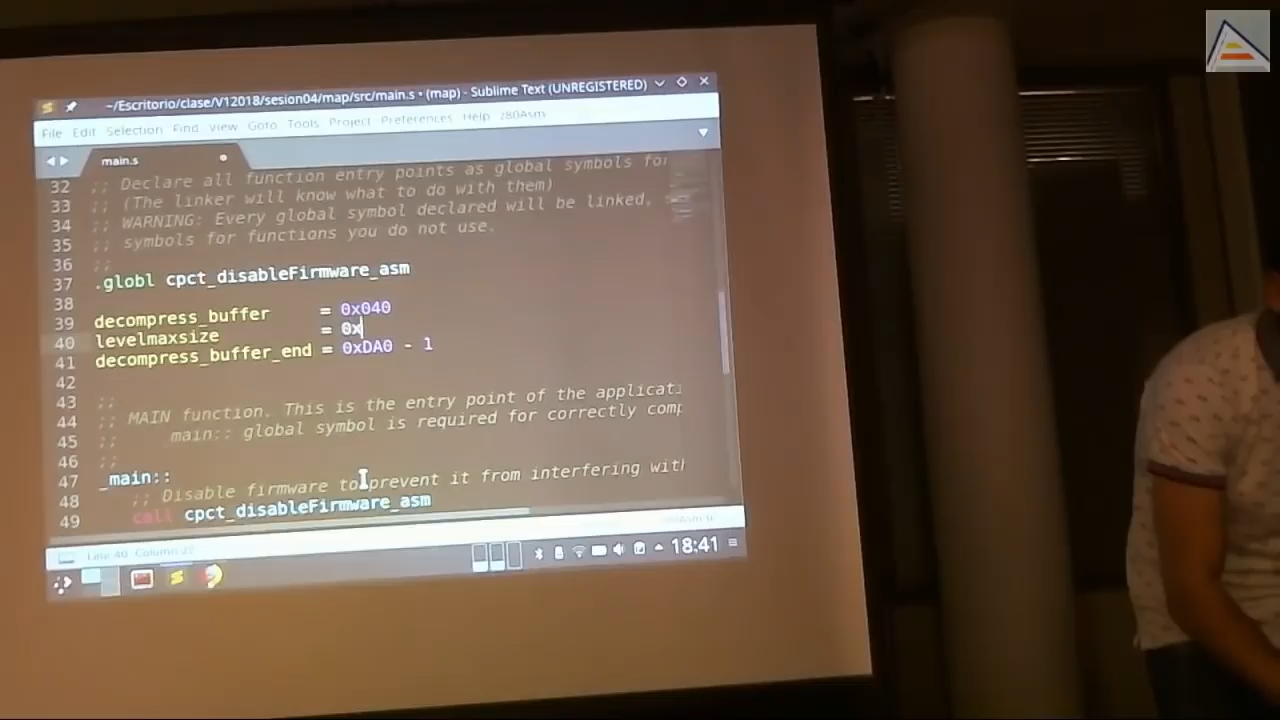 ~/Escritorio/clase/V12018/sesion04/map/src/main.s • (map) - Sublime Text (UNREGISTERED)
File Edit Selection Find View Goto Tools Project Preferences Help z80Asm
main.s
32 ;; Declare all function entry points as global symbols for
33 ;; (The linker will know what to do with them)
34 ;; WARNING: Every global symbol declared will be linked,
35 ;; symbols for functions you do not use.
36 ;;
37 .globl cpct_disableFirmware_asm
38
39 decompress_buffer = 0x040
40 levelmaxsize = 0x
41 decompress_buffer_end = 0xDA0 - 1
42
43 ;;
44 ;; MAIN function. This is the entry point of the applicati
45 ;; _main:: global symbol is required for correctly comp
46 ;;
47 _main::
48 ;; Disable firmware to prevent it from interfering with
49 call cpct_disableFirmware_asm
Line 40, Column
18:41